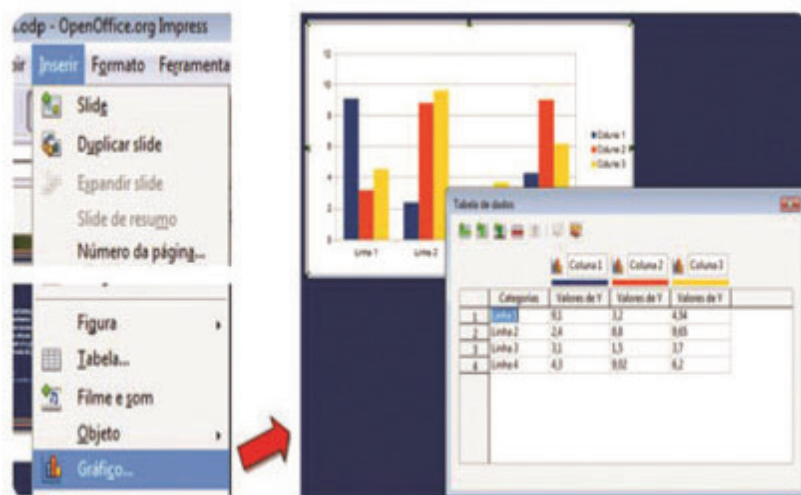 .odp - OpenOffice.org Impress
Inserir Formato Ferramenta
Slide
Duplicar slide
Expandir slide
Slide de resumo
Número da página...
Figura
Tabela...
Filme e som
Objeto
Gráfico...
12
10
8
6
4
2
0
Linha 1 Linha 2
Coluna 1
Coluna 2
Coluna 3
Tabela de dados
Coluna 1 Coluna 2 Coluna 3
Categorias Valores de Y Valores de Y Valores de Y
1 Linha 1 9,1 3,2 4,54
2 Linha 2 2,4 8,8 9,65
3 Linha 3 3,1 1,5 3,7
4 Linha 4 4,3 9,02 6,2